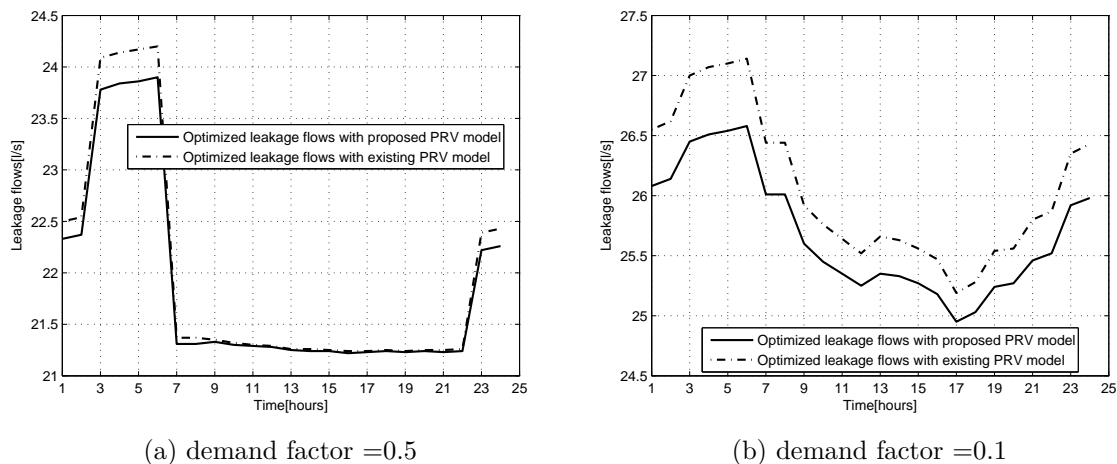 24.5
24
23.5
23
22.5
22
21.5
21
Leakage flows[l/s]
Optimized leakage flows with proposed PRV model
Optimized leakage flows with existing PRV model
1 3 5 7 9 11 13 15 17 19 21 23 25
Time[hours]
(a) demand factor =0.5
27.5
27
26.5
26
25.5
25
24.5
Leakage flows[l/s]
Optimized leakage flows with proposed PRV model
Optimized leakage flows with existing PRV model
1 3 5 7 9 11 13 15 17 19 21 23 25
Time[hours]
(b) demand factor =0.1